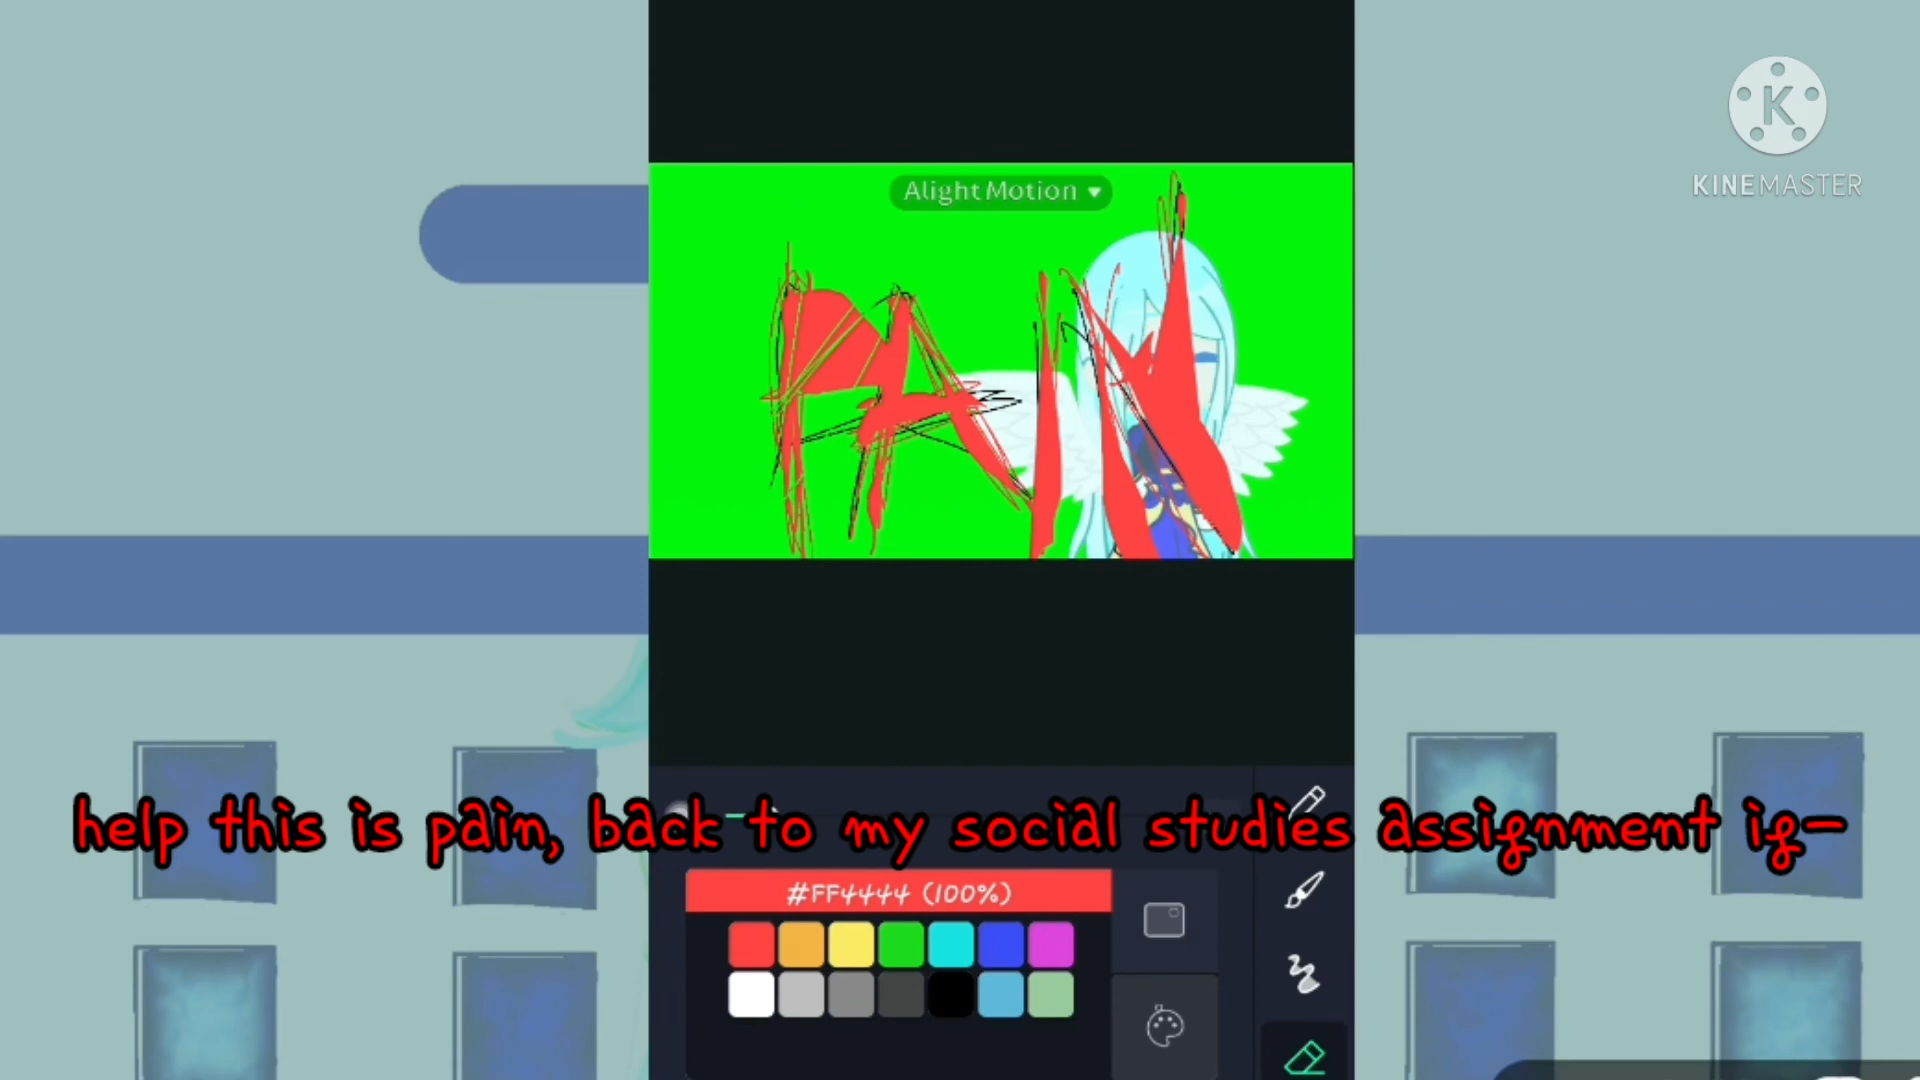 K
KINEMASTER
Alight Motion
PAIN
help this is pain, back to my social studies assignment ig-
#FF4444 (100%)